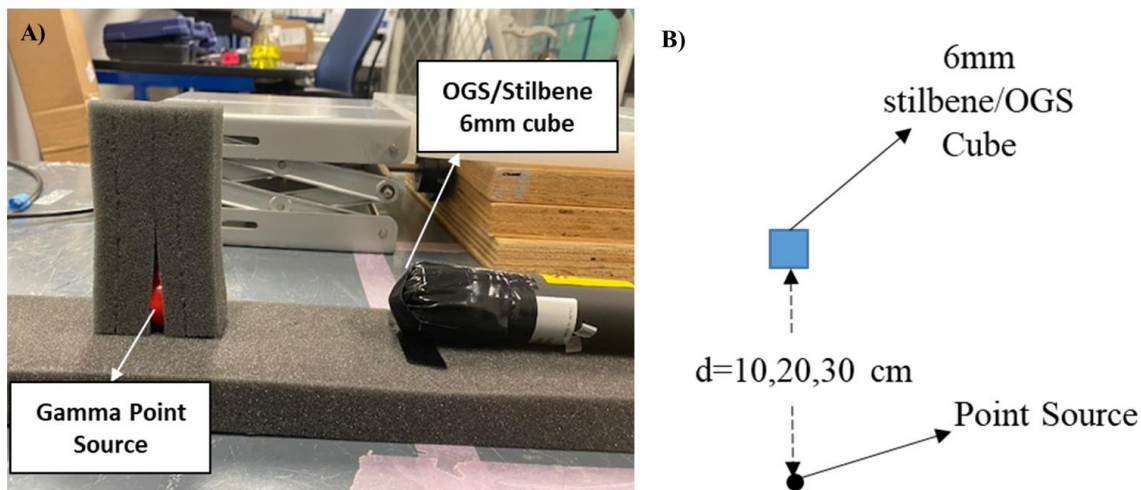 A)
OGS/Stilbene
6mm cube
Gamma Point
Source
B)
6mm
stilbene/OGS
Cube
d=10,20,30 cm
Point Source